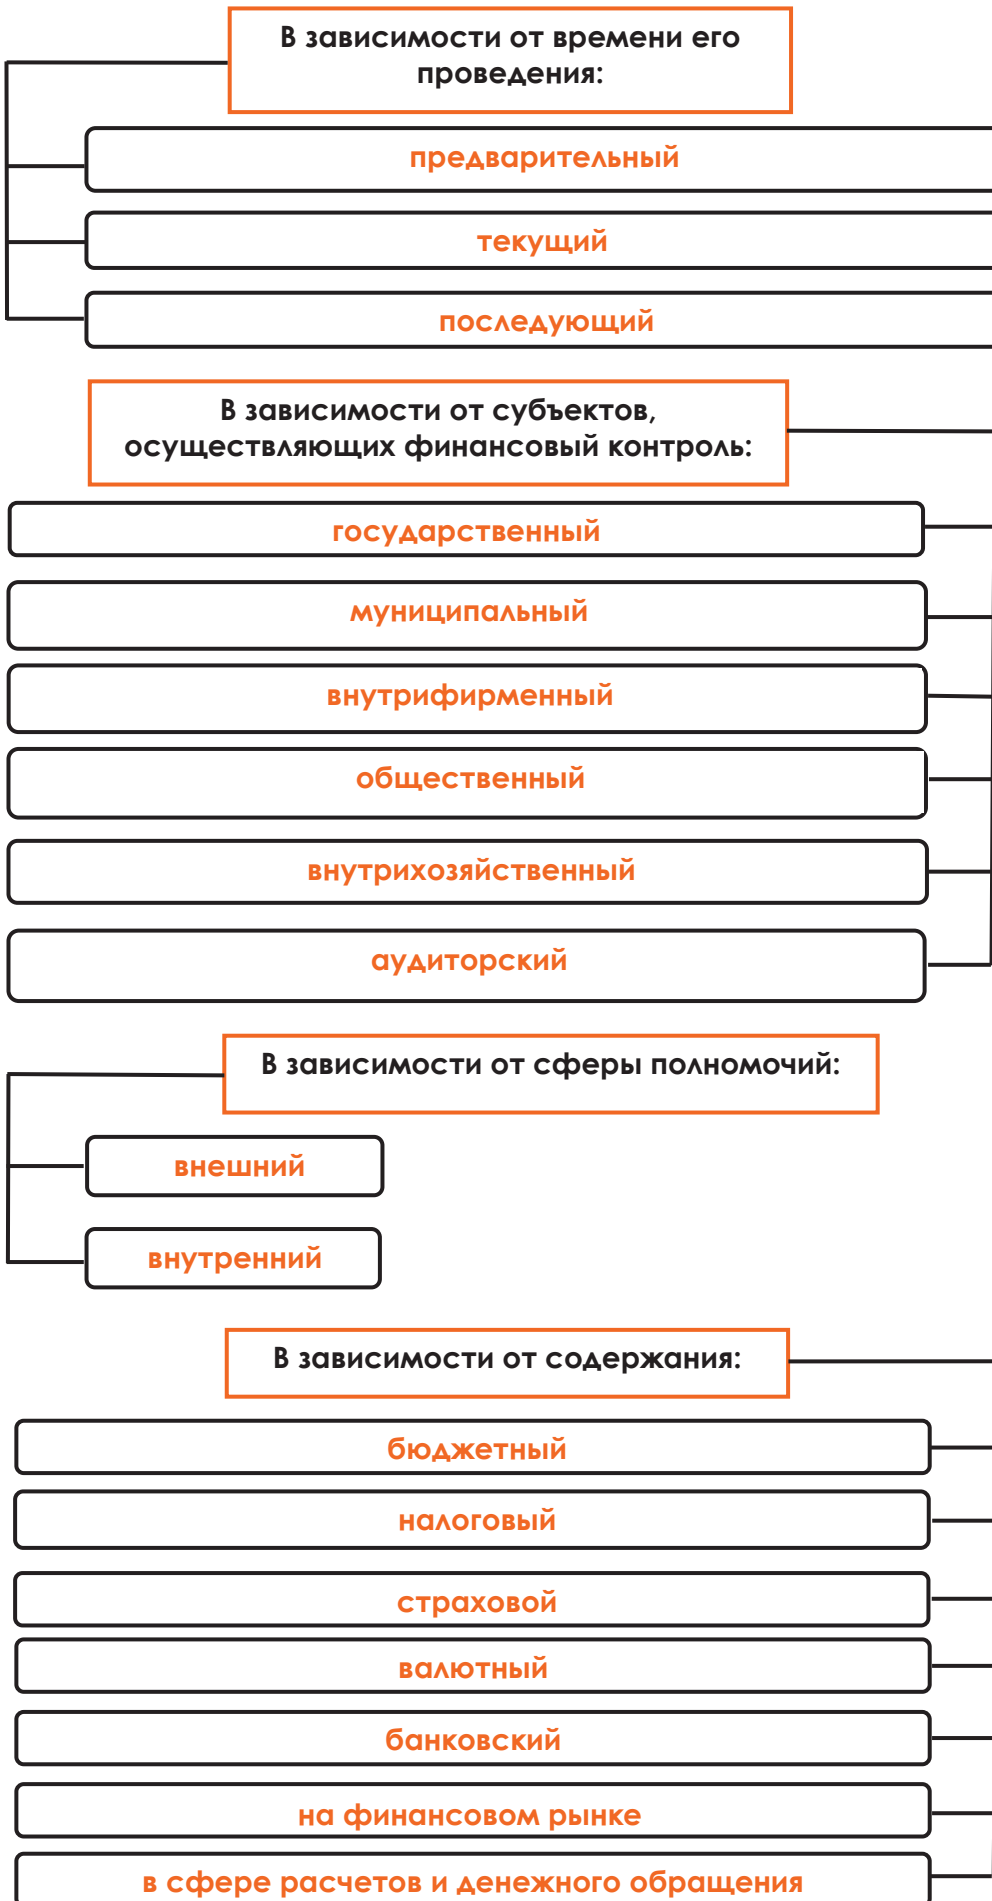 В зависимости от времени его
проведения:
предварительный
текущий
последующий
В зависимости от субъектов,
осуществляющих финансовый контроль:
государственный
муниципальный
внутрифирменный
общественный
внутрихозяйственный
аудиторский
В зависимости от сферы полномочий:
внешний
внутренний
В зависимости от содержания:
бюджетный
налоговый
страховой
валютный
банковский
на финансовом рынке
в сфере расчетов и денежного обращения